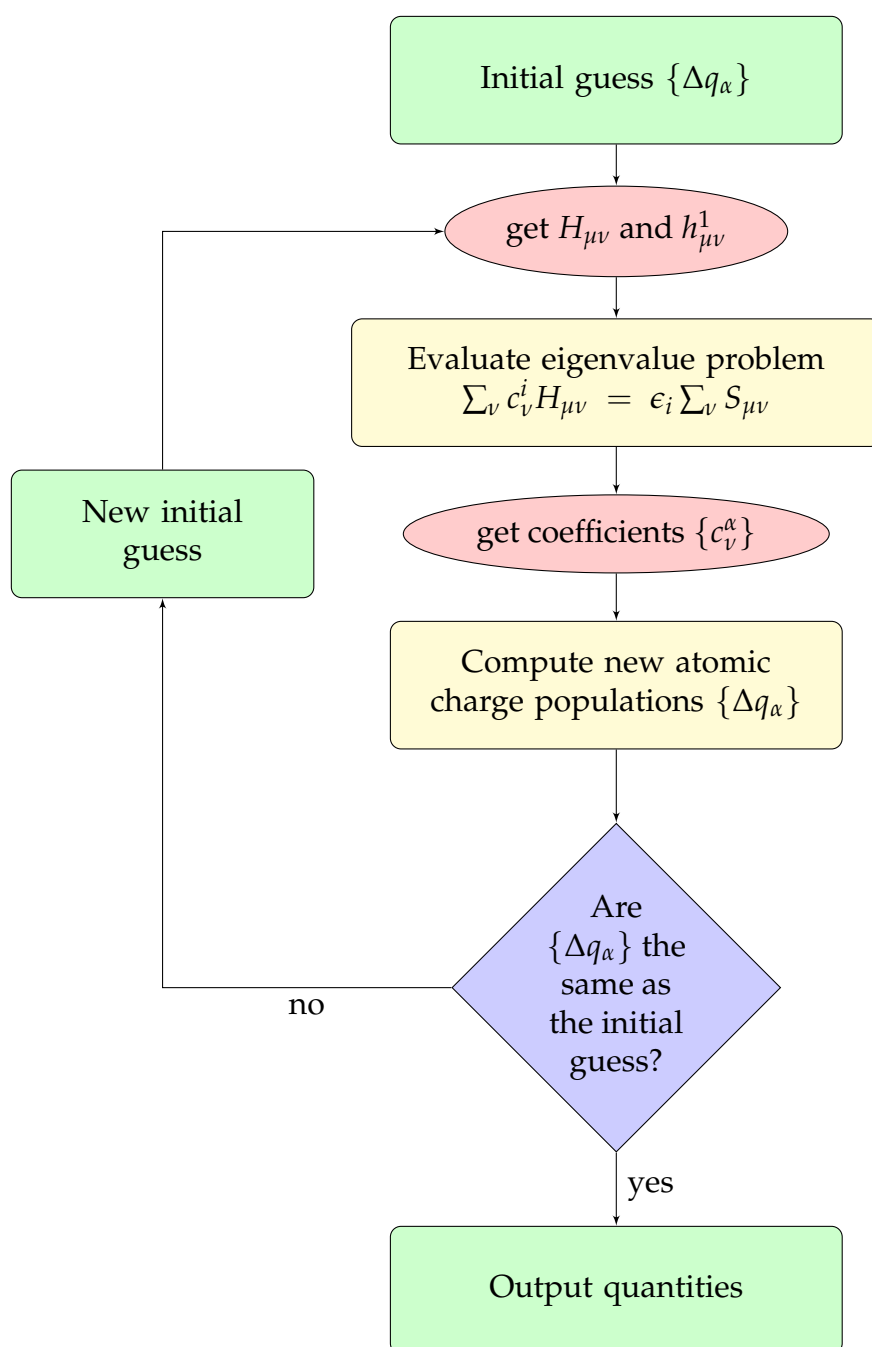 Initial guess {Δq_α}
get H_μν and h^1_μν
Evaluate eigenvalue problem
∑_ν c^i_ν H_μν = ϵ_i ∑_ν S_μν
New initial
guess
get coefficients {c^α_ν}
Compute new atomic
charge populations {Δq_α}
Are
{Δq_α} the
same as
the initial
guess?
no
yes
Output quantities